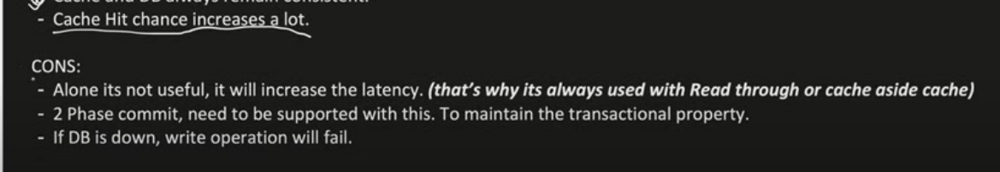 Cache and DB always remain consistent.
- Cache Hit chance increases a lot.
CONS:
- Alone its not useful, it will increase the latency. (that's why its always used with Read through or cache aside cache)
- 2 Phase commit, need to be supported with this. To maintain the transactional property.
- If DB is down, write operation will fail.